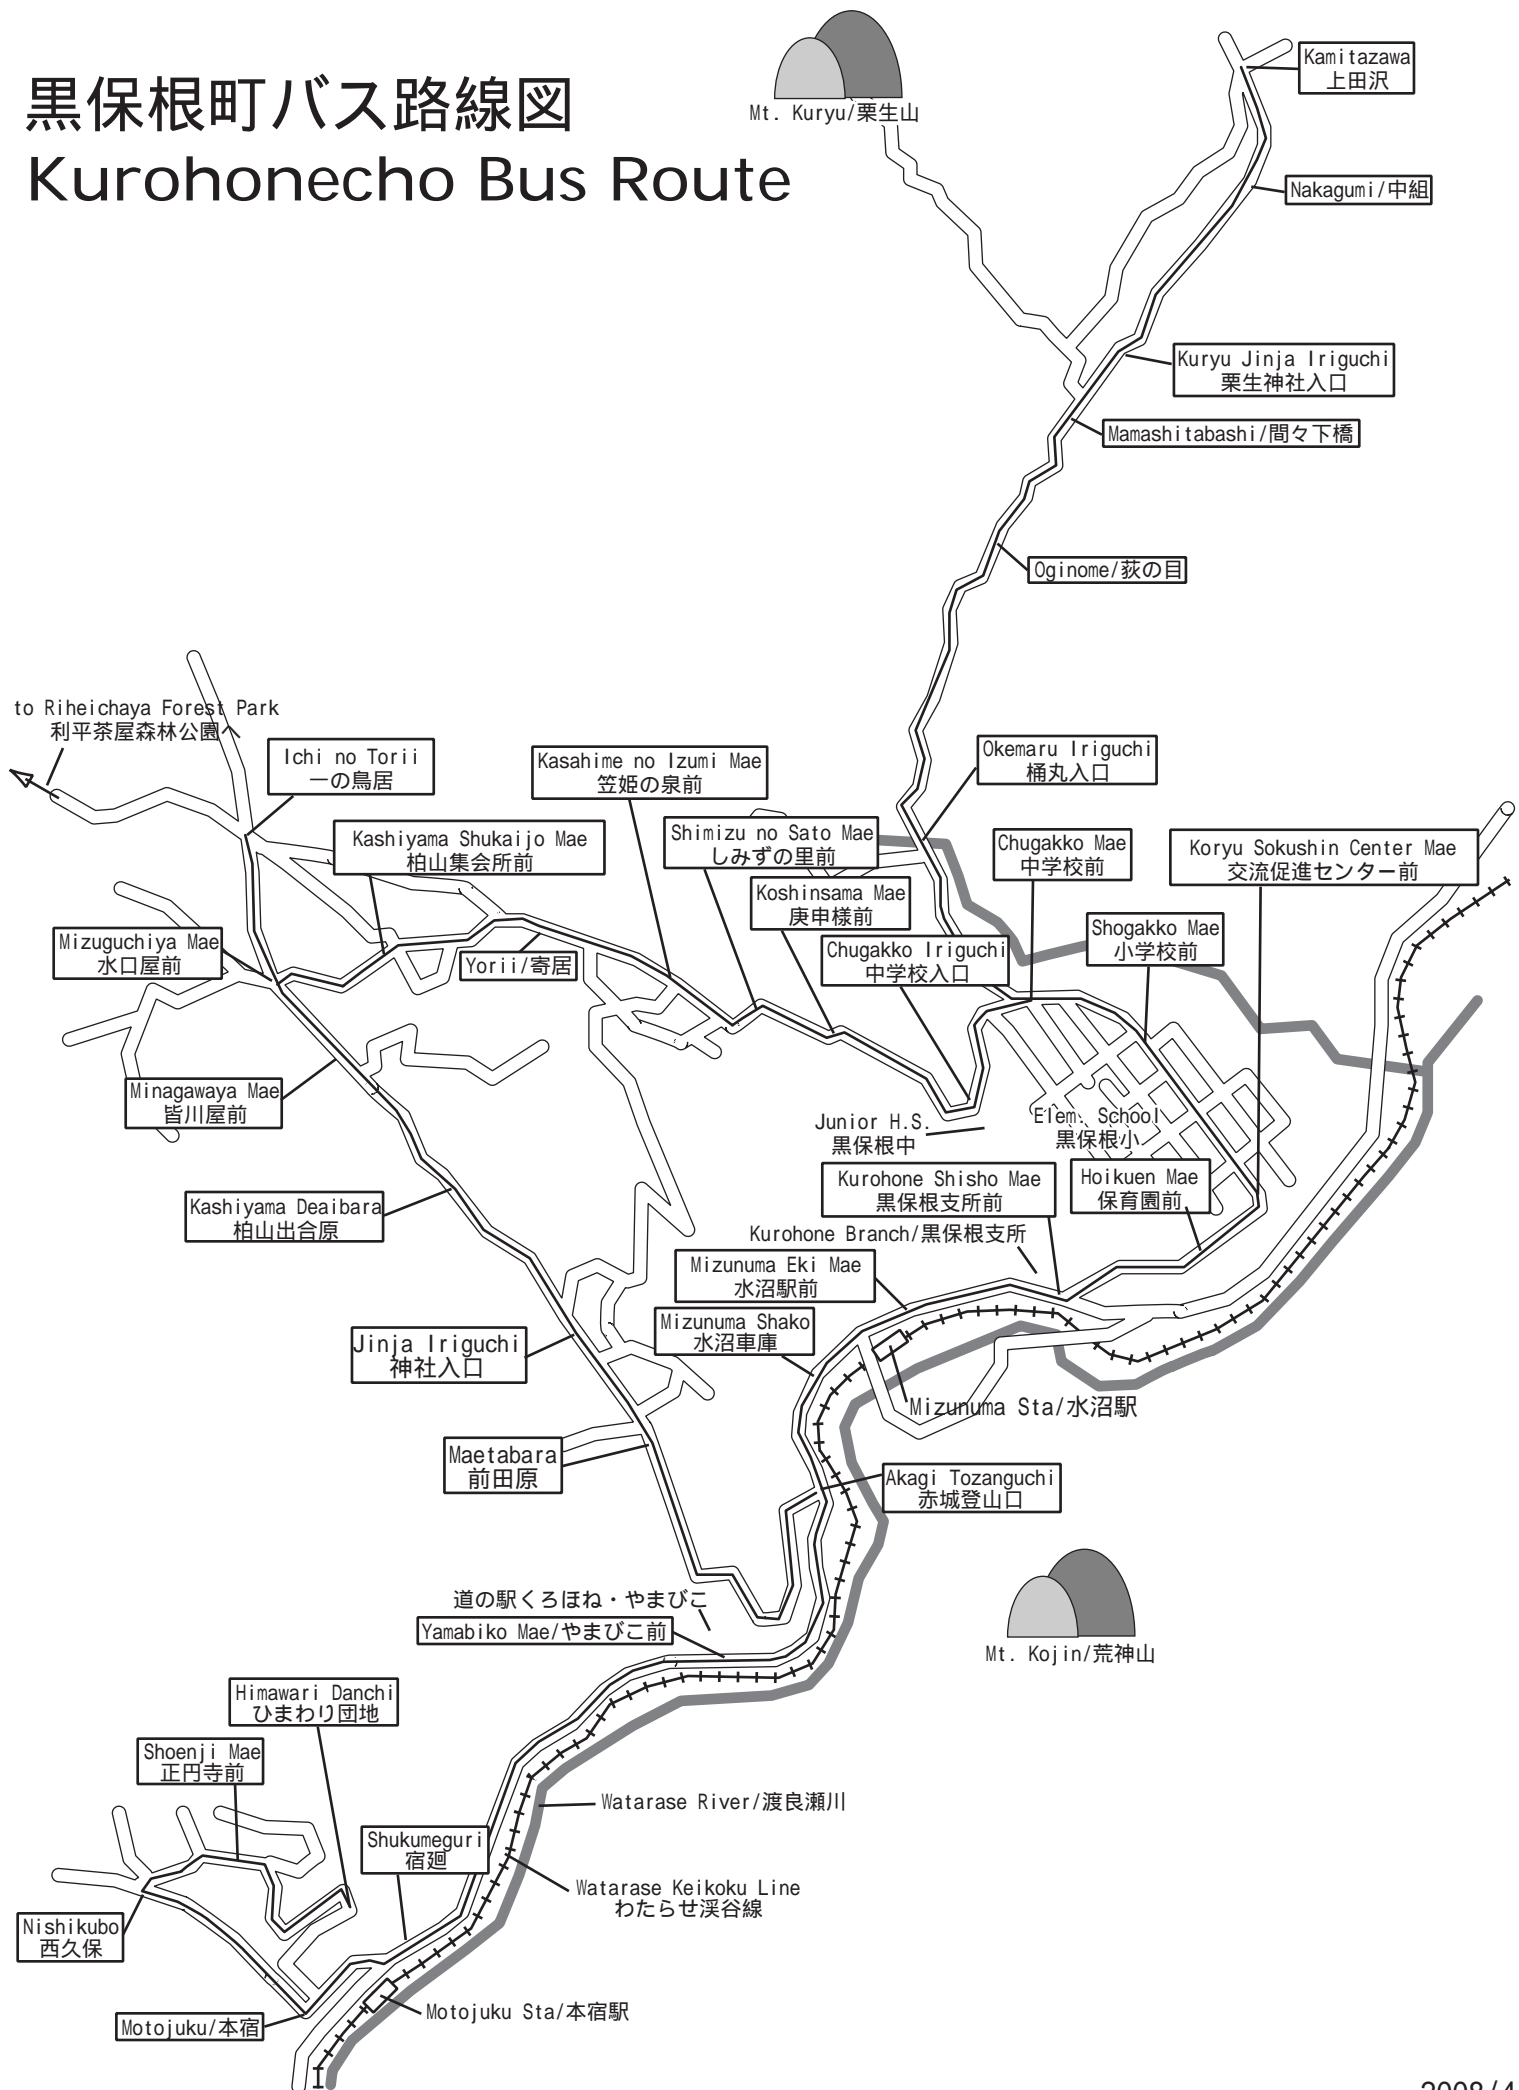 黒保根町バス路線図
Kurohonecho Bus Route
Mt. Kuryu/栗生山
Kamitazawa
上田沢
Nakagumi/中組
Kuryu Jinja Iriguchi
栗生神社入口
Mamashitabashi/間々下橋
Oginome/荻の目
to Riheichaya Forest Park
利平茶屋森林公園へ
Ichi no Torii
一の鳥居
Kasahime no Izumi Mae
笠姫の泉前
Okemaru Iriguchi
桶丸入口
Kashiyama Shukaijo Mae
柏山集会所前
Shimizu no Sato Mae
しみずの里前
Chugakko Mae
中学校前
Koryu Sokushin Center Mae
交流促進センター前
Koshinsama Mae
庚申様前
Mizuguchiya Mae
水口屋前
Yorii/寄居
Chugakko Iriguchi
中学校入口
Shogakko Mae
小学校前
Minagawaya Mae
皆川屋前
Junior H.S.
黒保根中
Elem. School
黒保根小
Kashiyama Deaibara
柏山出合原
Kurohone Shisho Mae
黒保根支所前
Hoikuen Mae
保育園前
Kurohone Branch/黒保根支所
Mizunuma Eki Mae
水沼駅前
Mizunuma Shako
水沼車庫
Jinja Iriguchi
神社入口
Mizunuma Sta/水沼駅
Maetabara
前田原
Akagi Tozanguchi
赤城登山口
道の駅くろほね・やまびこ
Yamabiko Mae/やまびこ前
Mt. Kojin/荒神山
Himawari Danchi
ひまわり団地
Shoenji Mae
正円寺前
Watarase River/渡良瀬川
Shukumeguri
宿廻
Watarase Keikoku Line
わたらせ渓谷線
Nishikubo
西久保
Motojuku Sta/本宿駅
Motojuku/本宿
2008/4